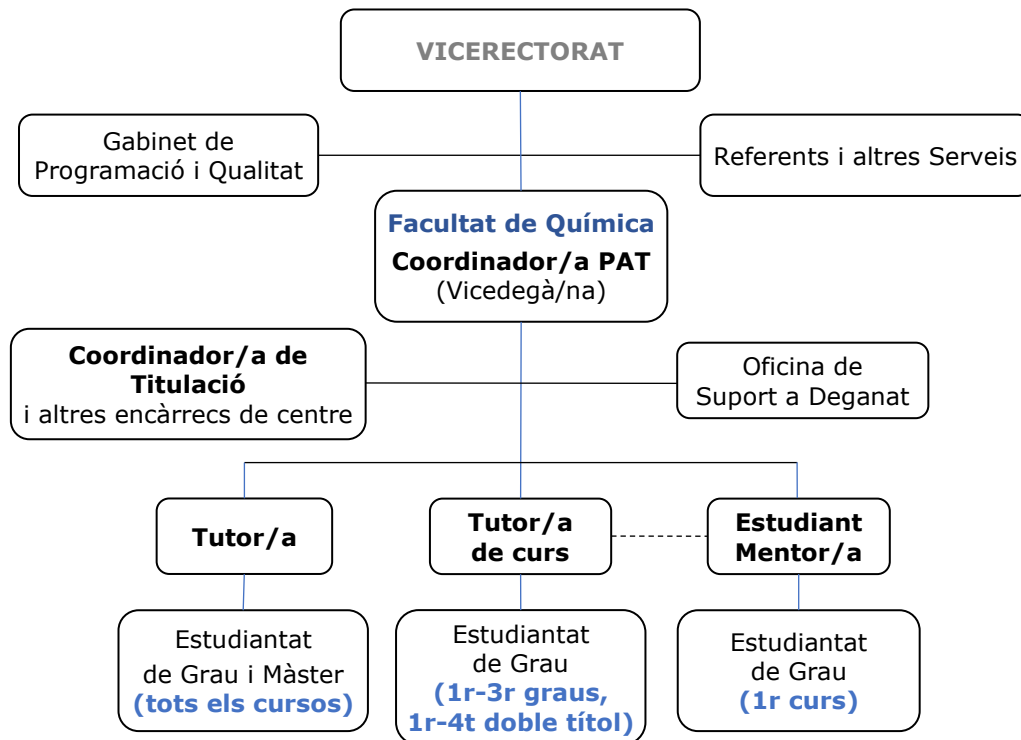 VICERECTORAT
Gabinet de
Programació i Qualitat
Referents i altres Serveis
Facultat de Química
Coordinador/a PAT
(Vicedegà/na)
Coordinador/a de
Titulació
i altres encàrrecs de centre
Oficina de
Suport a Deganat
Tutor/a
Tutor/a
de curs
Estudiant
Mentor/a
Estudiantat
de Grau i Màster
(tots els cursos)
Estudiantat
de Grau
(1r-3r graus,
1r-4t doble títol)
Estudiantat
de Grau
(1r curs)